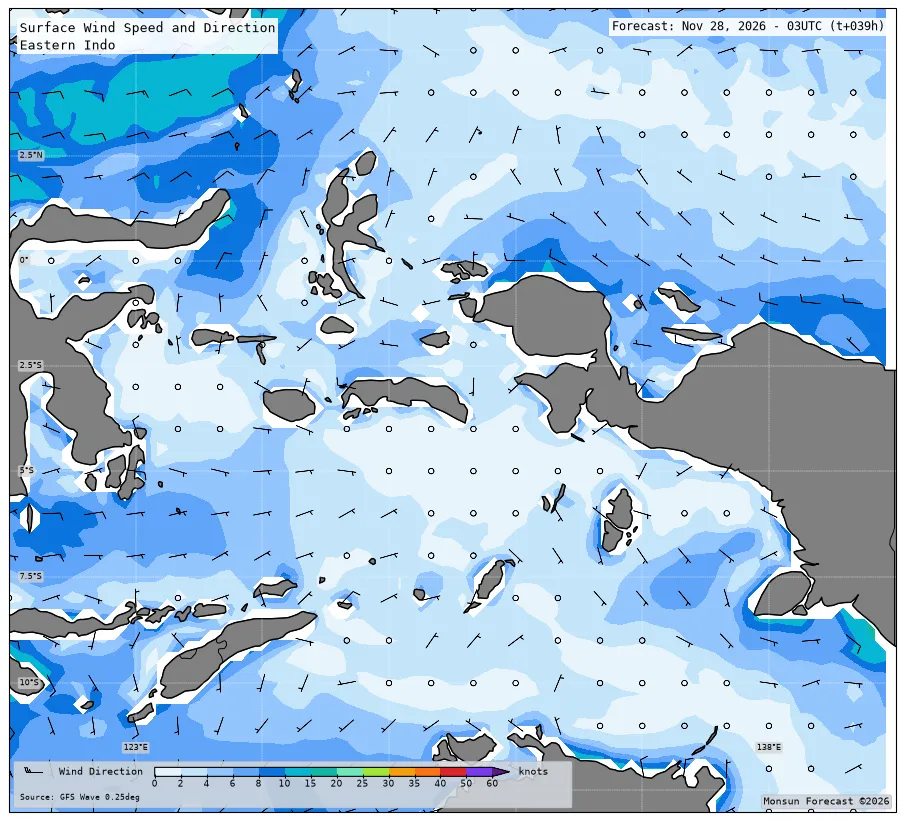 Surface Wind Speed and Direction
Eastern Indo
Forecast: Nov 28, 2026 - 03UTC (t+039h)
2.5°N
0°
2.5°S
5°S
7.5°S
10°S
123°E
138°E
Wind Direction
knots
0 2 4 6 8 10 15 20 25 30 35 40 50 60
Source: GFS Wave 0.25deg
Monsun Forecast ©2026